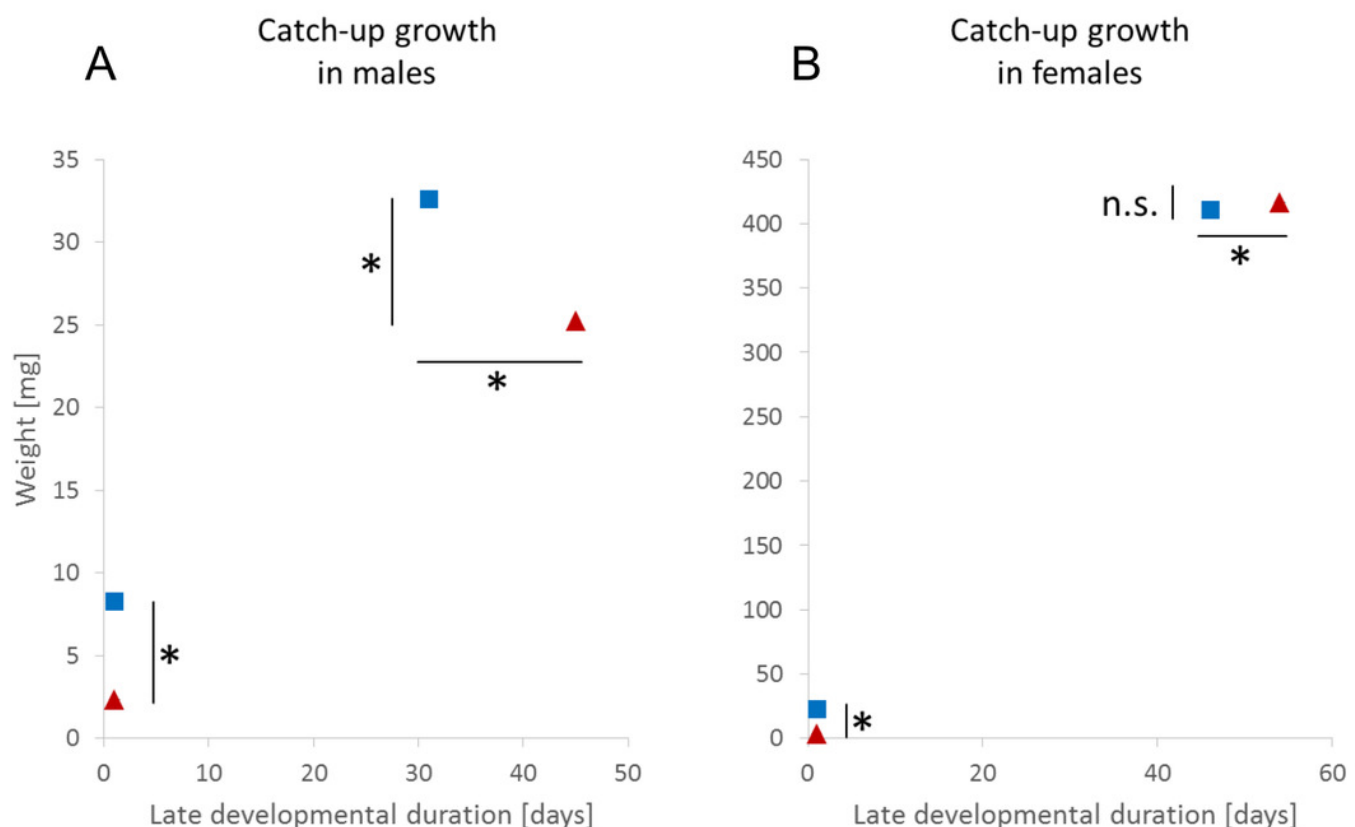 A
Catch-up growth
in males
35
30
25
20
15
10
5
0
Weight [mg]
*
*
*
0 10 20 30 40 50
Late developmental duration [days]
B
Catch-up growth
in females
450
400
350
300
250
200
150
100
50
0
n.s.
*
*
0 20 40 60
Late developmental duration [days]